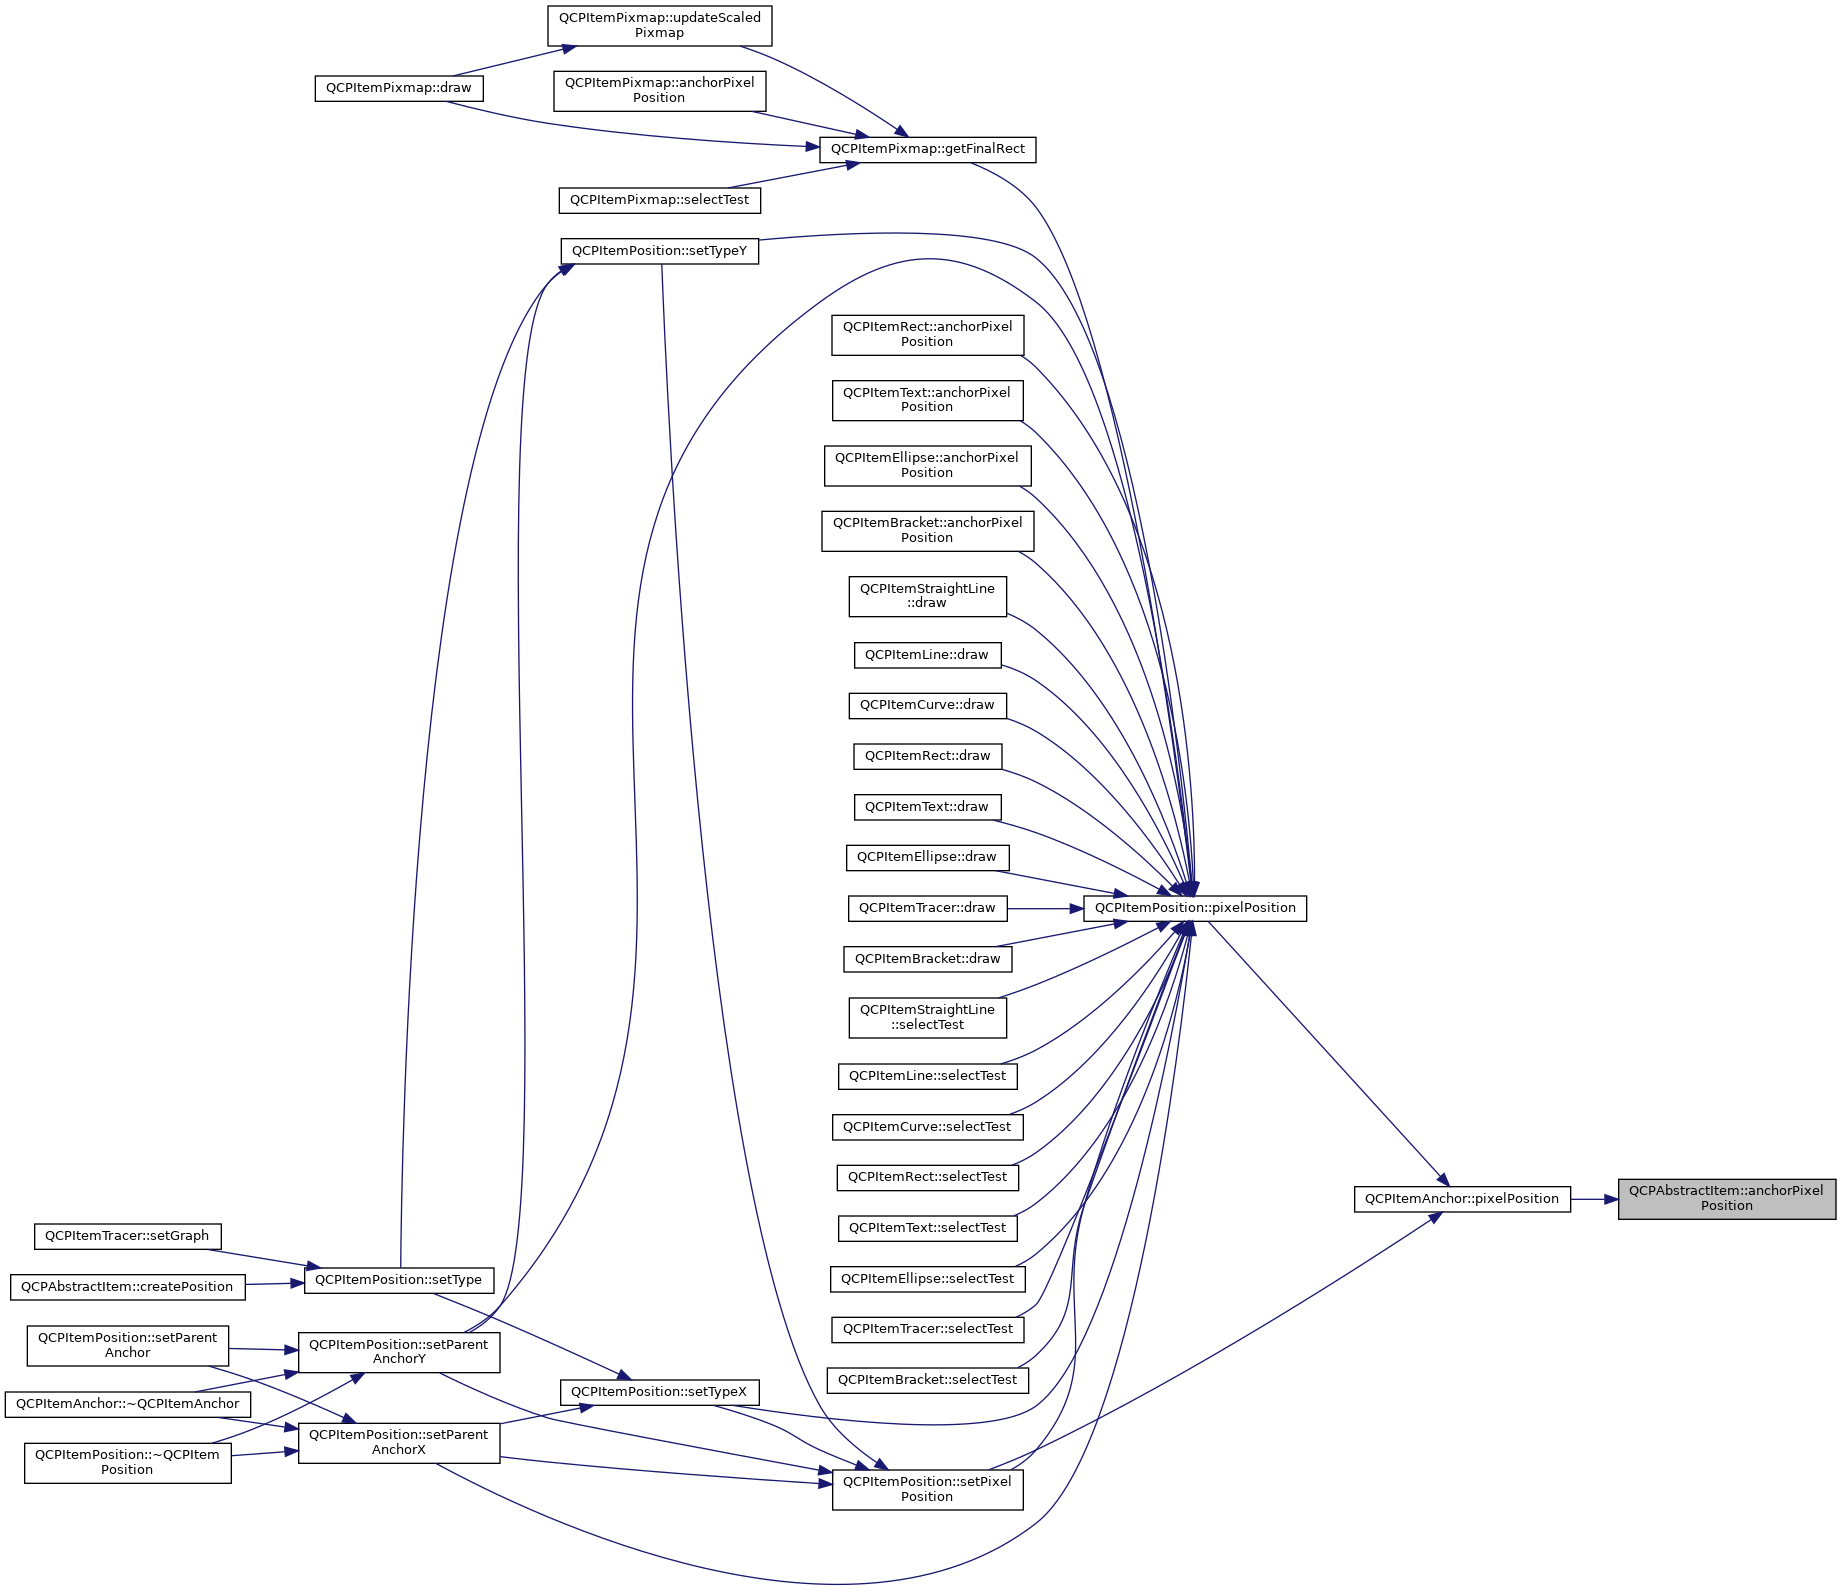 QCPItemPixmap::updateScaled
Pixmap
QCPItemPixmap::draw
QCPItemPixmap::anchorPixel
Position
QCPItemPixmap::getFinalRect
QCPItemPixmap::selectTest
QCPItemPosition::setTypeY
QCPItemRect::anchorPixel
Position
QCPItemText::anchorPixel
Position
QCPItemEllipse::anchorPixel
Position
QCPItemBracket::anchorPixel
Position
QCPItemStraightLine
::draw
QCPItemLine::draw
QCPItemCurve::draw
QCPItemRect::draw
QCPItemText::draw
QCPItemEllipse::draw
QCPItemTracer::draw
QCPItemPosition::pixelPosition
QCPItemBracket::draw
QCPItemStraightLine
::selectTest
QCPItemLine::selectTest
QCPItemCurve::selectTest
QCPItemRect::selectTest
QCPItemAnchor::pixelPosition
QCPAbstractItem::anchorPixel
Position
QCPItemText::selectTest
QCPItemTracer::setGraph
QCPItemEllipse::selectTest
QCPItemPosition::setType
QCPAbstractItem::createPosition
QCPItemTracer::selectTest
QCPItemPosition::setParent
Anchor
QCPItemPosition::setParent
AnchorY
QCPItemBracket::selectTest
QCPItemPosition::setTypeX
QCPItemAnchor::~QCPItemAnchor
QCPItemPosition::setParent
AnchorX
QCPItemPosition::~QCPItem
Position
QCPItemPosition::setPixel
Position